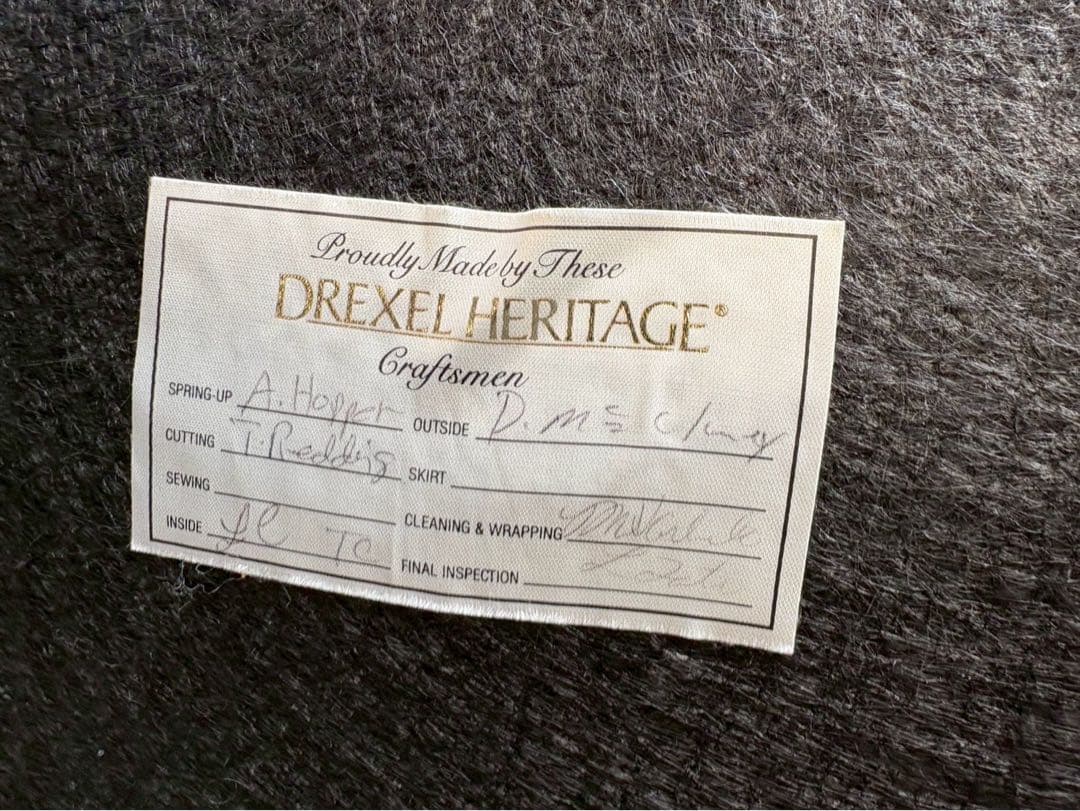 Proudly Made by These
DREXEL HERITAGE®
Craftsmen
SPRING-UP A. Hopper OUTSIDE D. Mc
CUTTING T. Redding SKIRT
SEWING
CLEANING & WRAPPING
INSIDE TC
FINAL INSPECTION